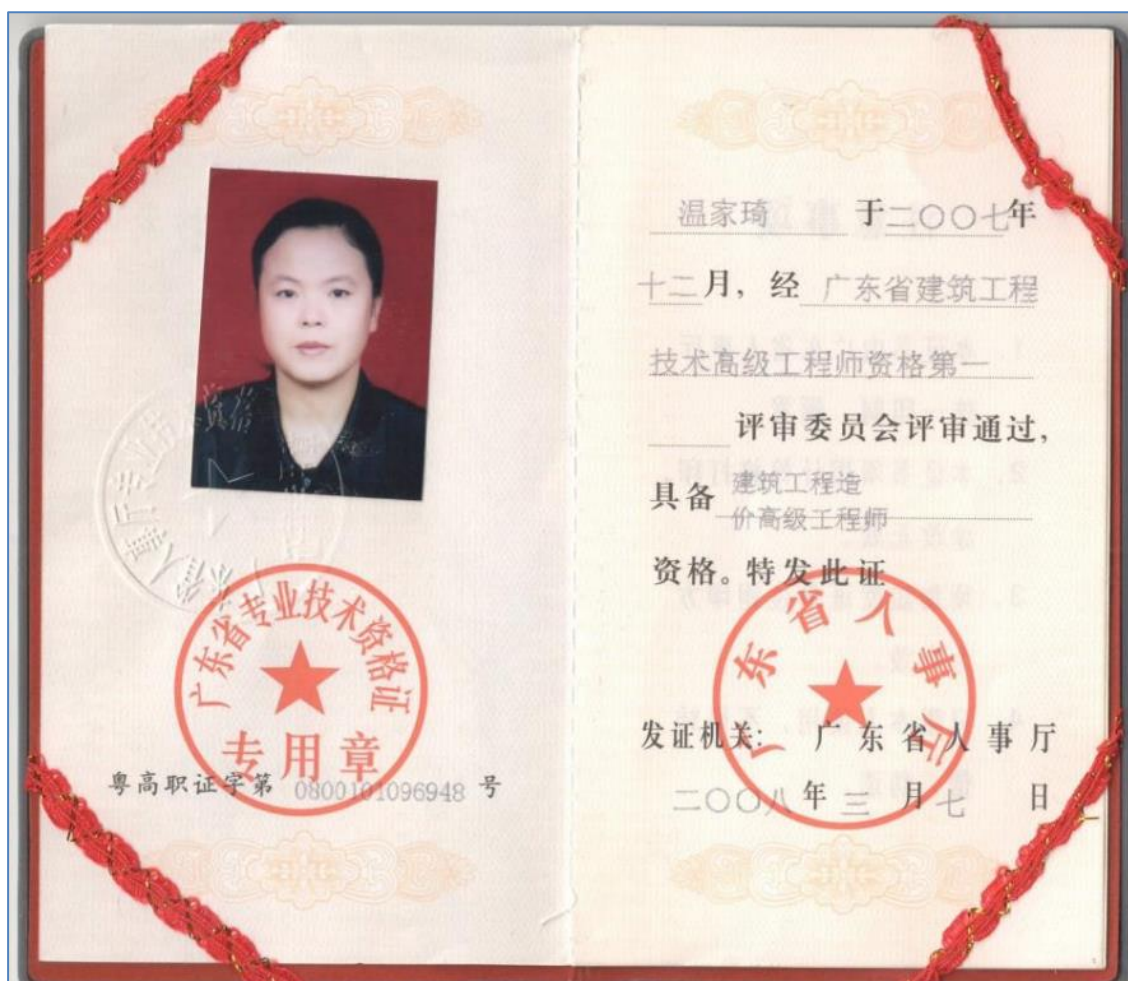 广东省专业技术资格证
专用章
粤高职证字第 0800101096948 号
温家琦 于二〇〇七年
十二月，经 广东省建筑工程
技术高级工程师资格第一
评审委员会评审通过，
具备 建筑工程造
价高级工程师
资格。特发此证
广东省人事厅
发证机关： 广东省人事厅
二〇〇八年 三 月 七 日